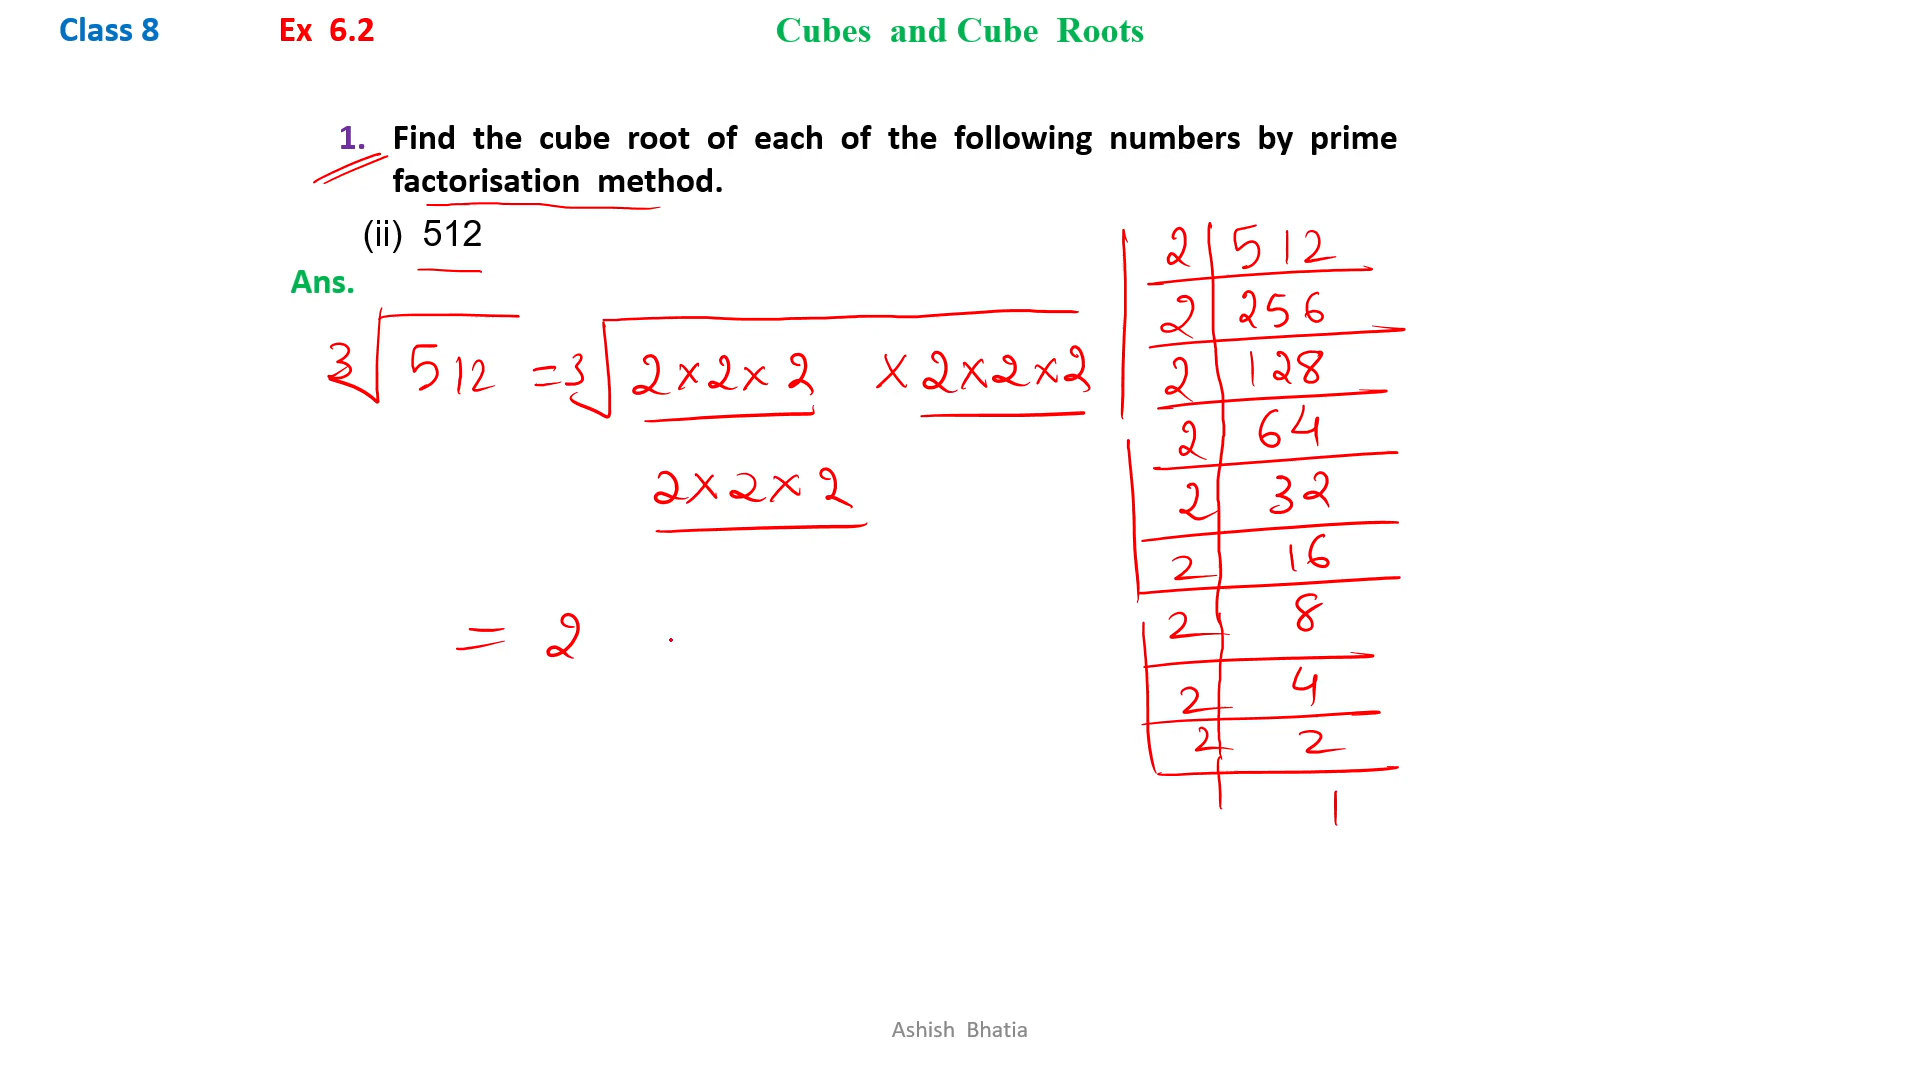 Class 8 Ex 6.2 Cubes and Cube Roots
1. Find the cube root of each of the following numbers by prime
factorisation method.
(ii) 512
Ans.
∛512 = ∛2×2×2 × 2×2×2
2×2×2
= 2 .
2 | 512
2 | 256
2 | 128
2 | 64
2 | 32
2 | 16
2 | 8
2 | 4
2 | 2
| 1
Ashish Bhatia